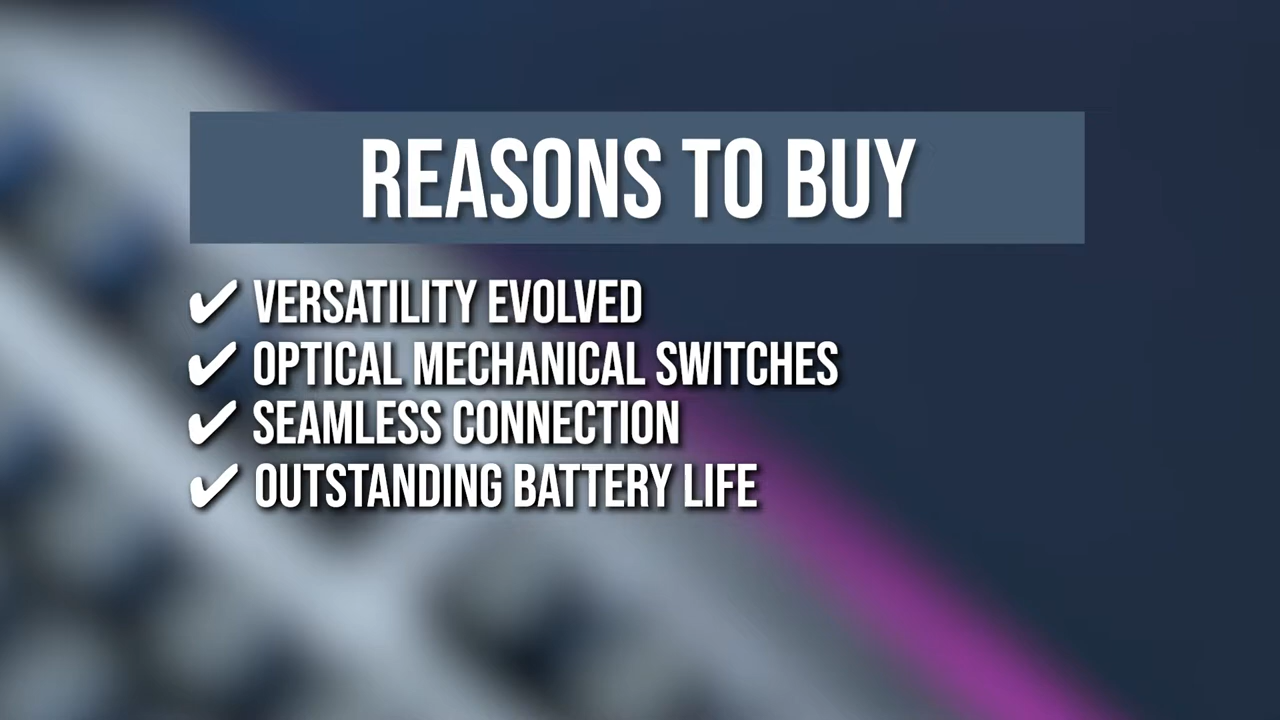 REASONS TO BUY
✔ VERSATILITY EVOLVED
✔ OPTICAL MECHANICAL SWITCHES
✔ SEAMLESS CONNECTION
✔ OUTSTANDING BATTERY LIFE